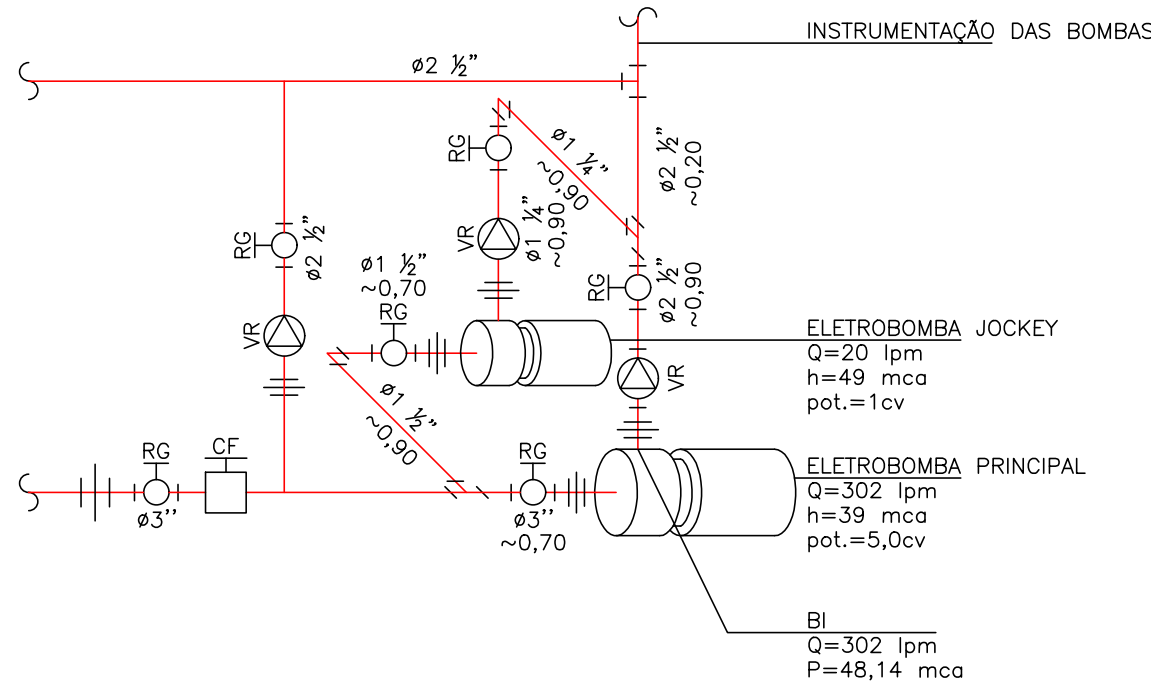 INSTRUMENTAÇÃO DAS BOMBAS
ø2 ½”
RG
ø1 ¼”
~0,90
ø2 ½”
~0,20
RG
ø2 ½”
VR
ø1 ¼”
~0,90
ø1 ½”
~0,70
RG
RG
ø2 ½”
~0,90
VR
ELETROBOMBA JOCKEY
Q=20 lpm
h=49 mca
pot.=1cv
VR
ø1 ½”
~0,90
RG
CF
ø3’’
RG
ø3’’
~0,70
ELETROBOMBA PRINCIPAL
Q=302 lpm
h=39 mca
pot.=5,0cv
BI
Q=302 lpm
P=48,14 mca